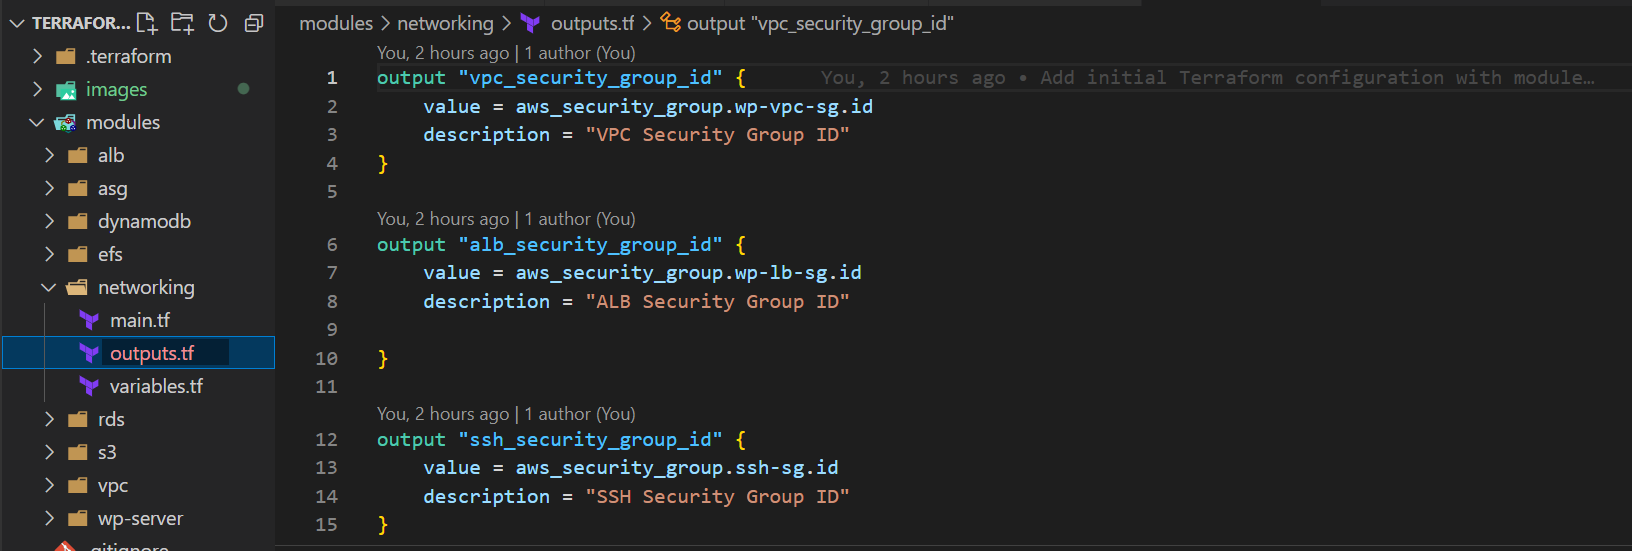 TERRAFOR...
.terraform
images
modules
alb
asg
dynamodb
efs
networking
main.tf
outputs.tf
variables.tf
rds
s3
vpc
wp-server
.gitignore
modules > networking > outputs.tf > output "vpc_security_group_id"
You, 2 hours ago | 1 author (You)
1 output "vpc_security_group_id" { You, 2 hours ago • Add initial Terraform configuration with module…
2 value = aws_security_group.wp-vpc-sg.id
3 description = "VPC Security Group ID"
4 }
5
You, 2 hours ago | 1 author (You)
6 output "alb_security_group_id" {
7 value = aws_security_group.wp-lb-sg.id
8 description = "ALB Security Group ID"
9
10 }
11
You, 2 hours ago | 1 author (You)
12 output "ssh_security_group_id" {
13 value = aws_security_group.ssh-sg.id
14 description = "SSH Security Group ID"
15 }